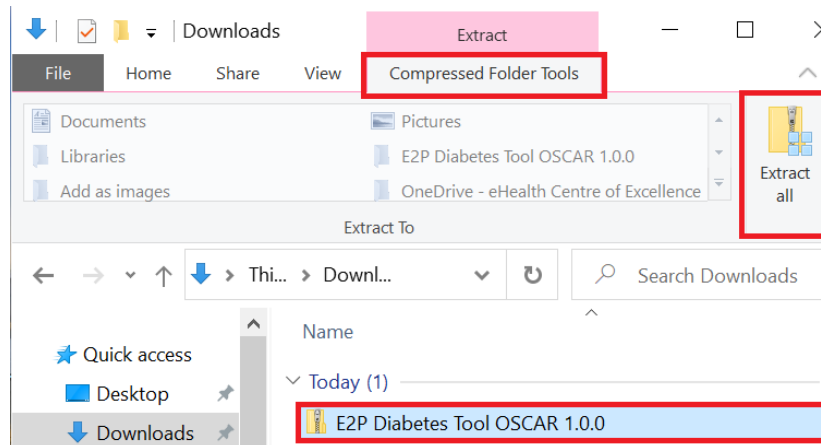 Downloads
Extract
File Home Share View Compressed Folder Tools
Documents Pictures
Libraries E2P Diabetes Tool OSCAR 1.0.0
Add as images OneDrive - eHealth Centre of Excellence
Extract
all
Extract To
Thi... Downl... Search Downloads
Name
Quick access
Today (1)
Desktop
E2P Diabetes Tool OSCAR 1.0.0
Downloads